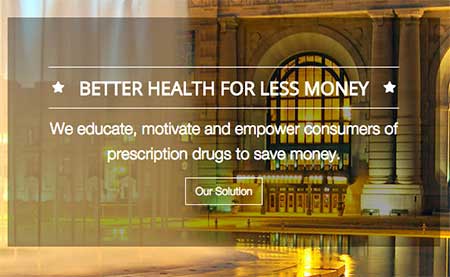 BETTER HEALTH FOR LESS MONEY
We educate, motivate and empower consumers of
prescription drugs to save money.
Our Solution